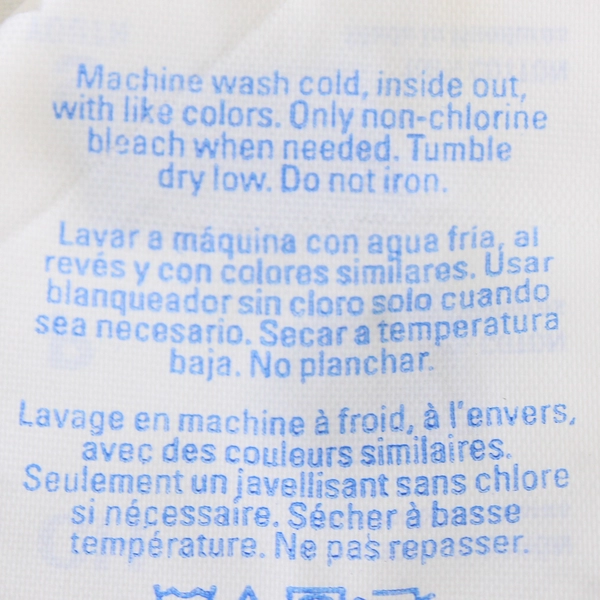 Machine wash cold, inside out,
with like colors. Only non-chlorine
bleach when needed. Tumble
dry low. Do not iron.
Lavar a máquina con agua fría, al
revés y con colores similares. Usar
blanqueador sin cloro solo cuando
sea necesario. Secar a temperatura
baja. No planchar.
Lavage en machine à froid, à l'envers,
avec des couleurs similaires.
Seulement un javellisant sans chlore
si nécessaire. Sécher à basse
température. Ne pas repasser.